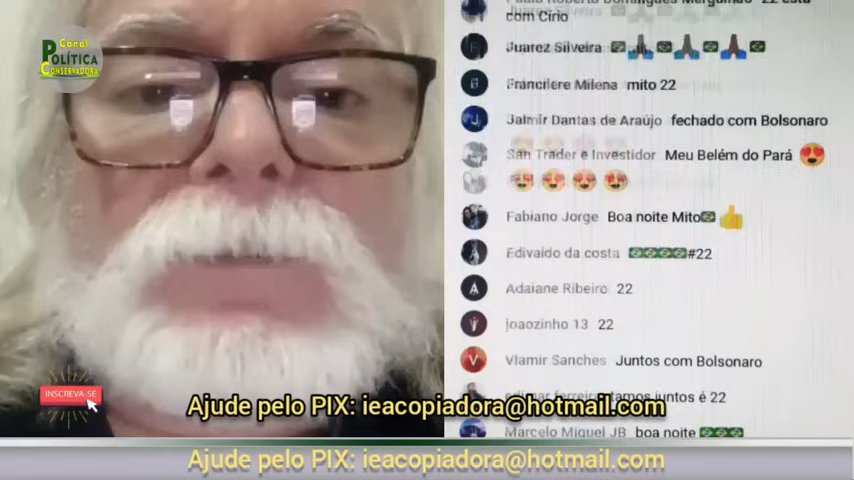 Canal
POLÍTICA
CONSERVADORA
INSCREVA-SE
com Cirio
Juarez Silveira
Francilere Milena mito 22
Jalmir Dantas de Araújo fechado com Bolsonaro
San Trader e Investidor Meu Belém do Pará 😍
😍😍😍😍
Fabiano Jorge Boa noite Mito🇧🇷👍
Edivaldo da costa 🇧🇷🇧🇷🇧🇷🇧🇷#22
Adaiane Ribeiro 22
joaozinho 13 22
Vlamir Sanches Juntos com Bolsonaro
tamos juntos é 22
Marcelo Miguel JB boa noite 🇧🇷🇧🇷🇧🇷
Ajude pelo PIX: ieacopiadora@hotmail.com
Ajude pelo PIX: ieacopiadora@hotmail.com